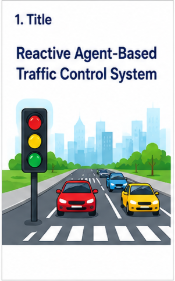 1. Title
Reactive Agent-Based
Traffic Control System